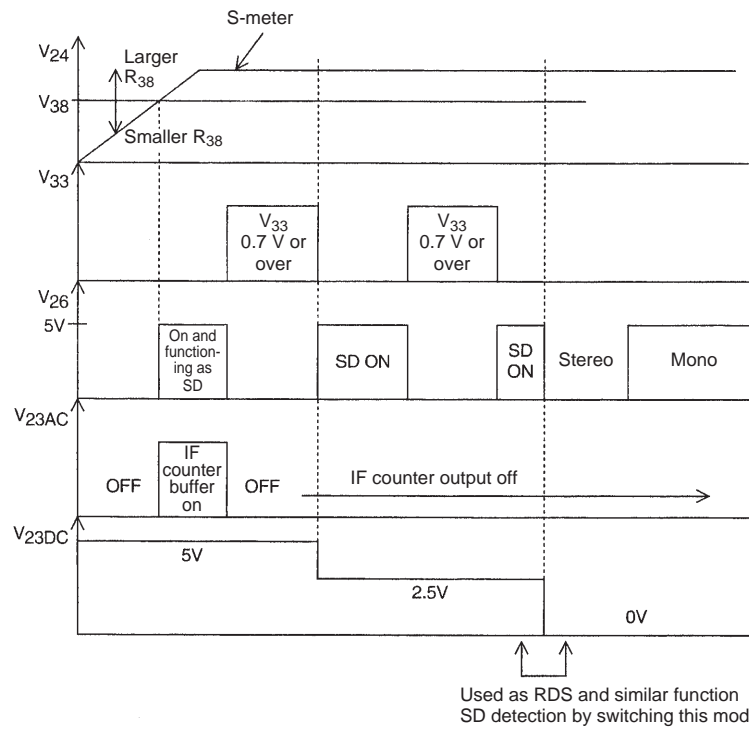 S-meter
V24
Larger
R38
V38
Smaller R38
V33
V33
0.7 V or
over
V33
0.7 V or
over
V26
5V
On and
function-
ing as
SD
SD ON
SD
ON
Stereo
Mono
V23AC
OFF
IF
counter
buffer
on
OFF
IF counter output off
V23DC
5V
2.5V
0V
Used as RDS and similar function
SD detection by switching this mod